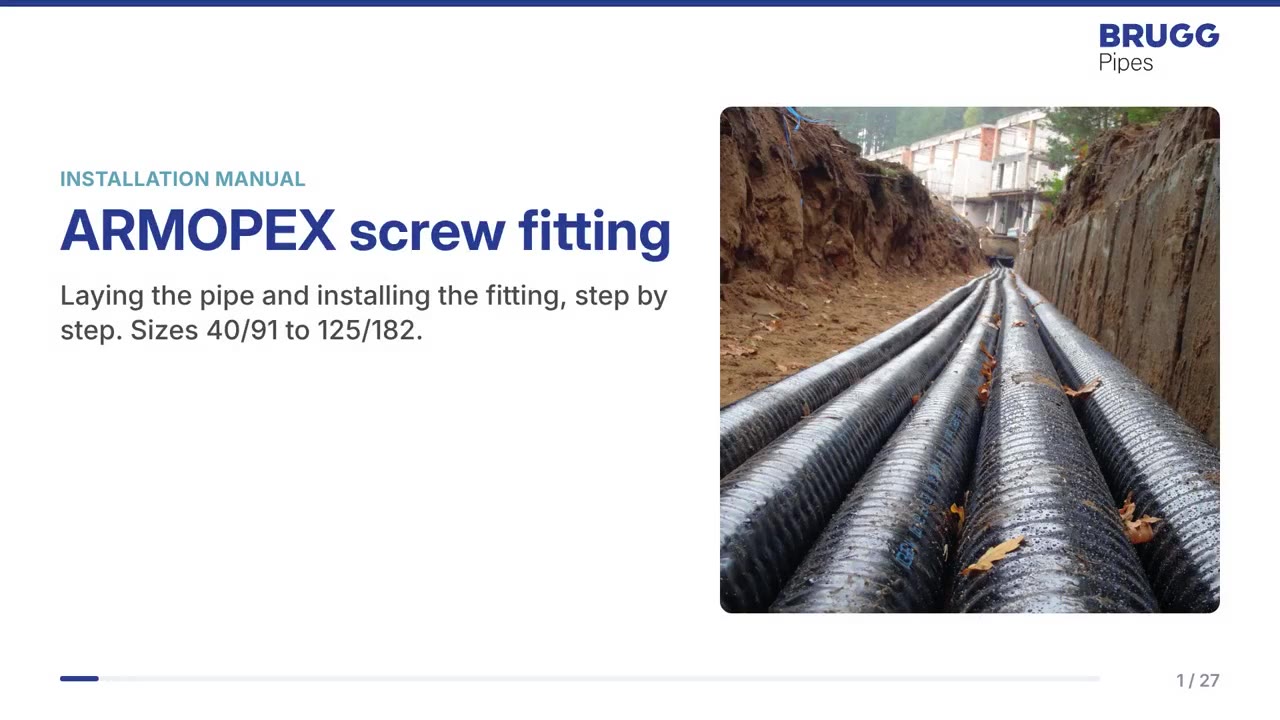 BRUGG
Pipes
INSTALLATION MANUAL
ARMOPEX screw fitting
Laying the pipe and installing the fitting, step by
step. Sizes 40/91 to 125/182.
1 / 27